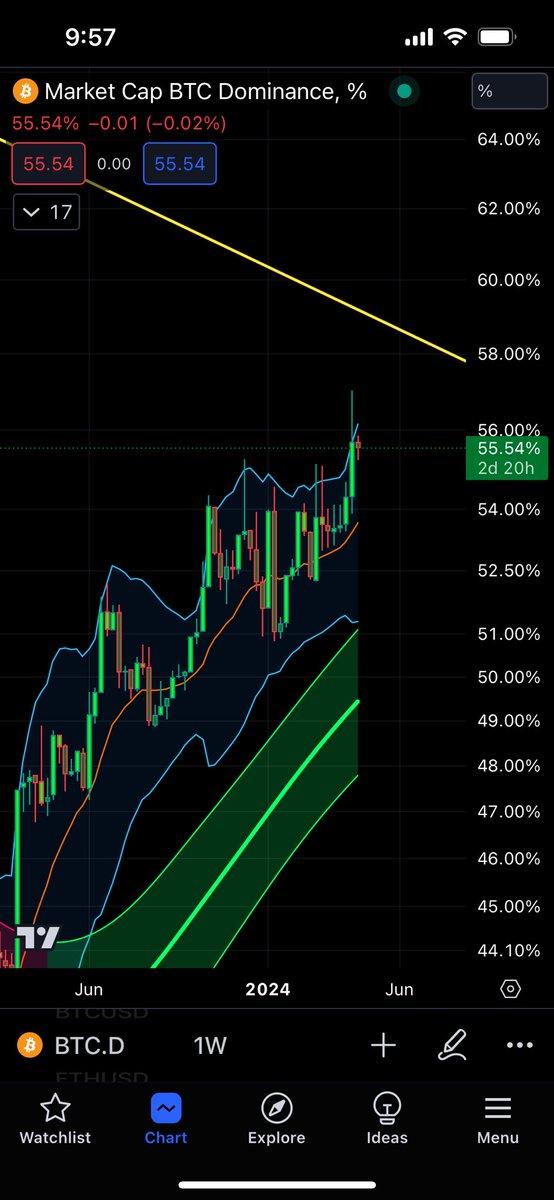 9:57
Market Cap BTC Dominance, %
%
55.54% −0.01 (−0.02%)
55.54 0.00 55.54
17
64.00%
62.00%
60.00%
58.00%
56.00%
55.54%
2d 20h
54.00%
52.50%
51.00%
50.00%
49.00%
48.00%
47.00%
46.00%
45.00%
44.10%
Jun 2024 Jun
BTCUSD
BTC.D 1W
ETHUSD
Watchlist Chart Explore Ideas Menu